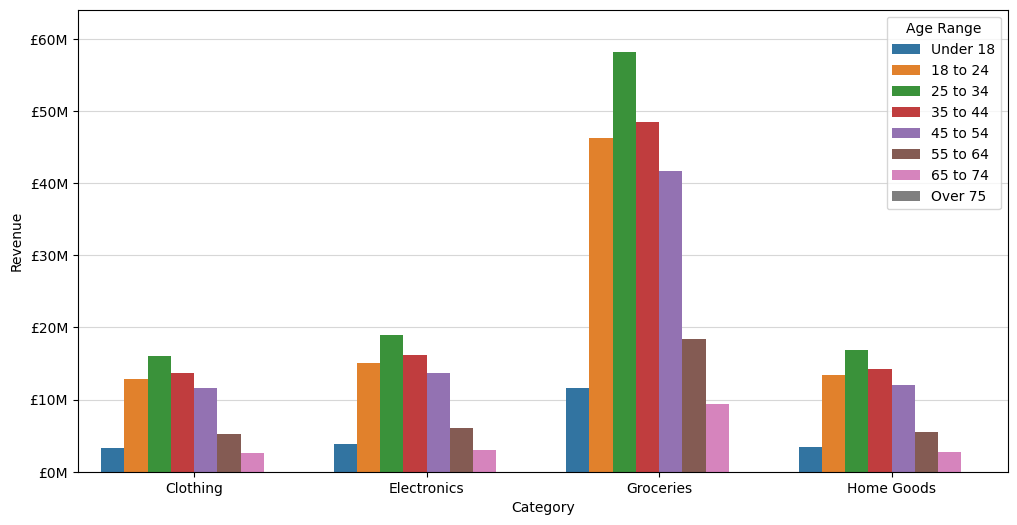 £60M
£50M
£40M
£30M
£20M
£10M
£0M
Revenue
Clothing
Electronics
Groceries
Home Goods
Category
Age Range
Under 18
18 to 24
25 to 34
35 to 44
45 to 54
55 to 64
65 to 74
Over 75